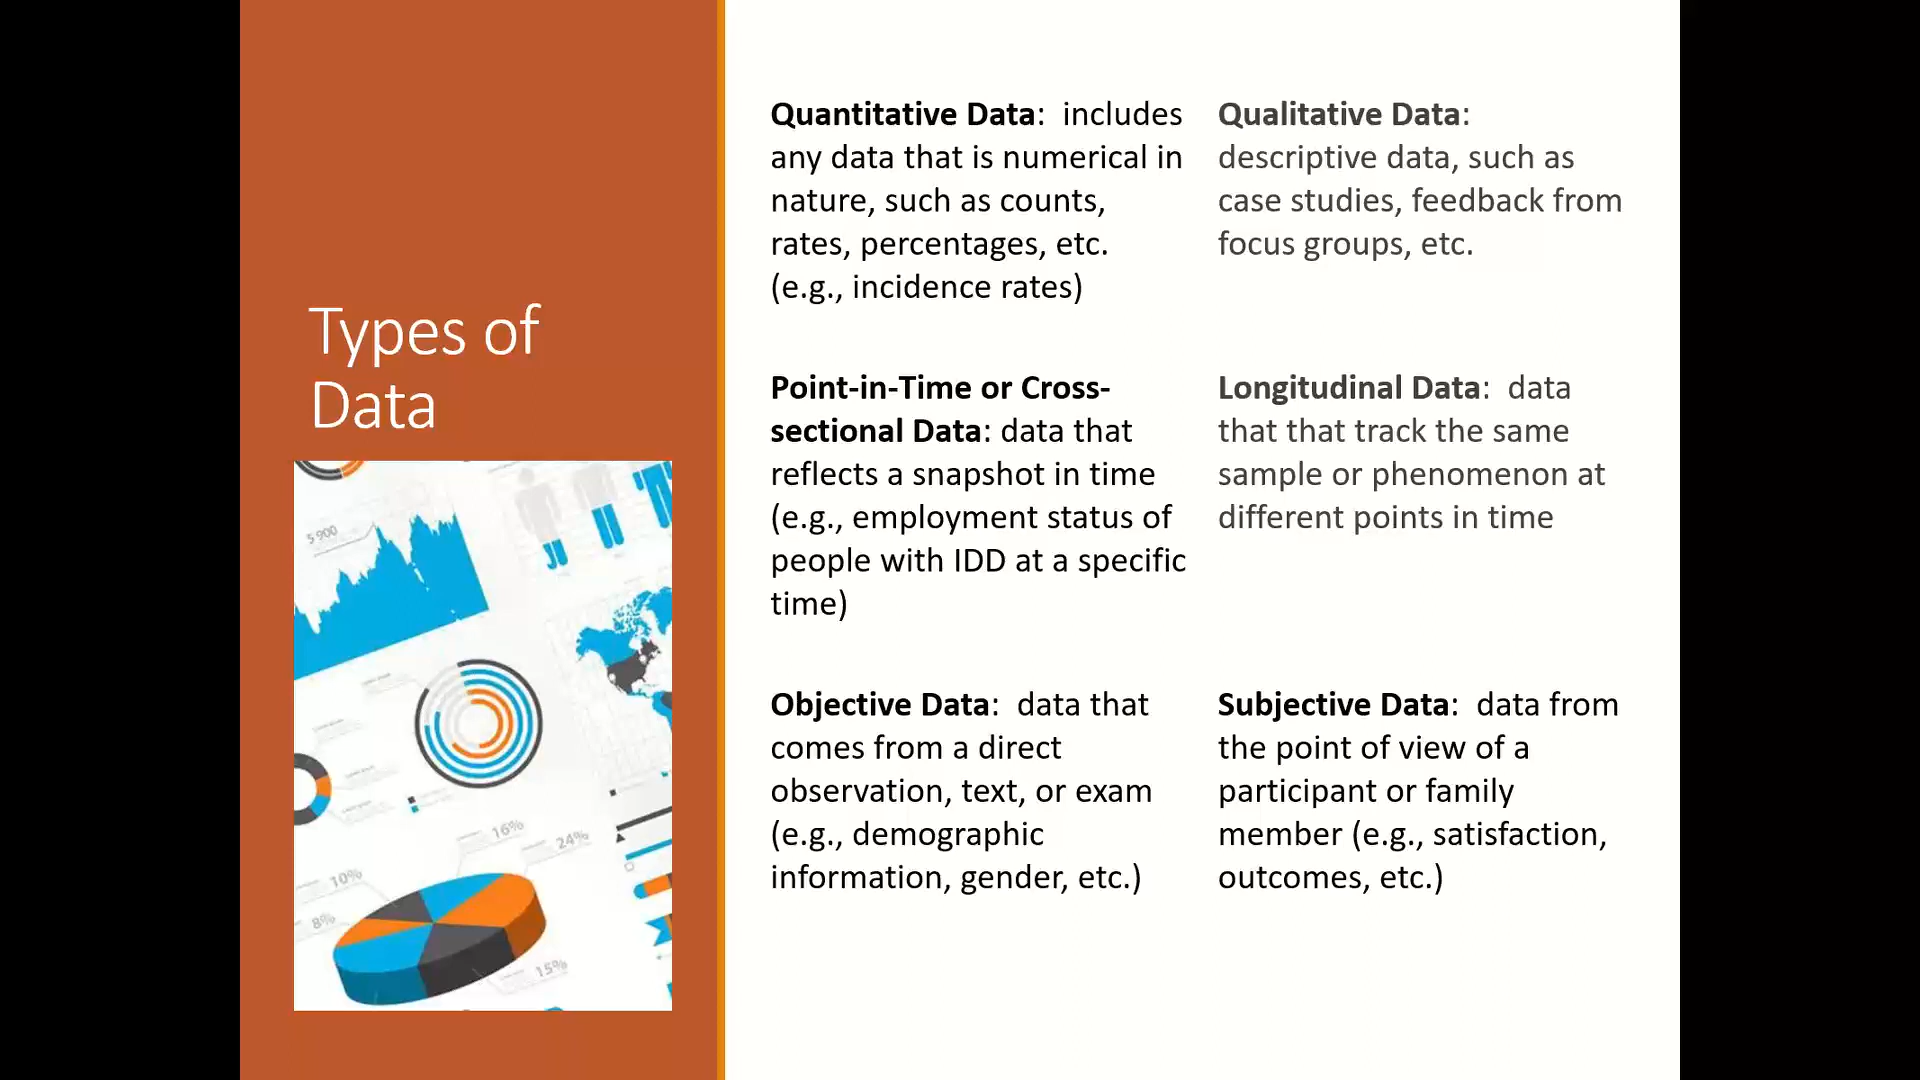 Types of
Data
5 900
16%
24%
10%
8%
15%
Quantitative Data:  includes
any data that is numerical in
nature, such as counts,
rates, percentages, etc.
(e.g., incidence rates)
Qualitative Data:
descriptive data, such as
case studies, feedback from
focus groups, etc.
Point-in-Time or Cross-
sectional Data: data that
reflects a snapshot in time
(e.g., employment status of
people with IDD at a specific
time)
Longitudinal Data:  data
that that track the same
sample or phenomenon at
different points in time
Objective Data:  data that
comes from a direct
observation, text, or exam
(e.g., demographic
information, gender, etc.)
Subjective Data:  data from
the point of view of a
participant or family
member (e.g., satisfaction,
outcomes, etc.)